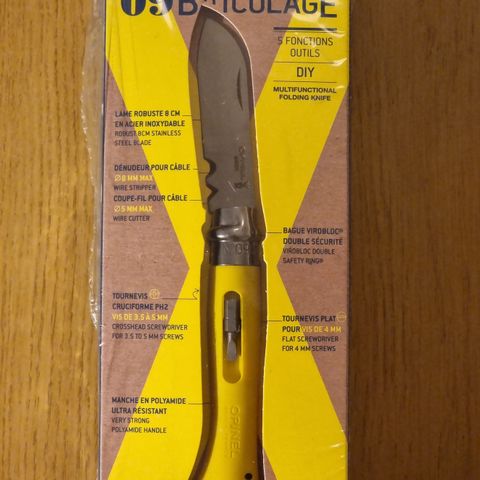 09 BRICOLAGE
5 FONCTIONS
OUTILS
DIY
MULTIFUNCTIONAL
FOLDING KNIFE
LAME ROBUSTE 8 CM
EN ACIER INOXYDABLE
ROBUST 8CM STAINLESS
STEEL BLADE
DÉNUDEUR POUR CÂBLE
Ø 8 MM MAX
WIRE STRIPPER
COUPE-FIL POUR CÂBLE
Ø 5 MM MAX
WIRE CUTTER
BAGUE VIROBLOC®
DOUBLE SÉCURITÉ
VIROBLOC DOUBLE
SAFETY RING®
TOURNEVIS
CRUCIFORME PH2
VIS DE 3.5 À 5 MM
CROSSHEAD SCREWDRIVER
FOR 3.5 TO 5 MM SCREWS
TOURNEVIS PLAT
POUR VIS DE 4 MM
FLAT SCREWDRIVER
FOR 4 MM SCREWS
MANCHE EN POLYAMIDE
ULTRA RÉSISTANT
VERY STRONG
POLYAMIDE HANDLE
OPINEL